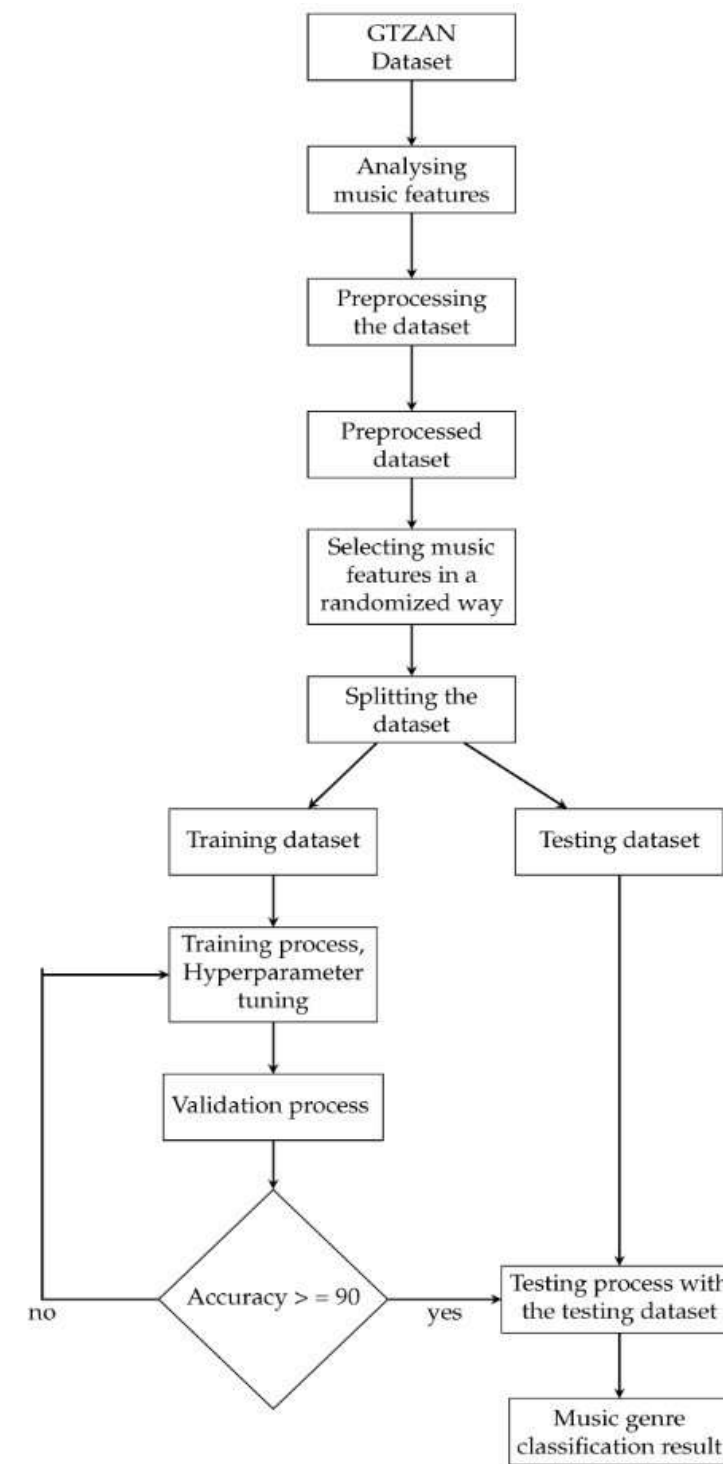 GTZAN
Dataset
Analysing
music features
Preprocessing
the dataset
Preprocessed
dataset
Selecting music
features in a
randomized way
Splitting the
dataset
Training dataset
Testing dataset
Training process,
Hyperparameter
tuning
Validation process
Accuracy > = 90
no
yes
Testing process with
the testing dataset
Music genre
classification result